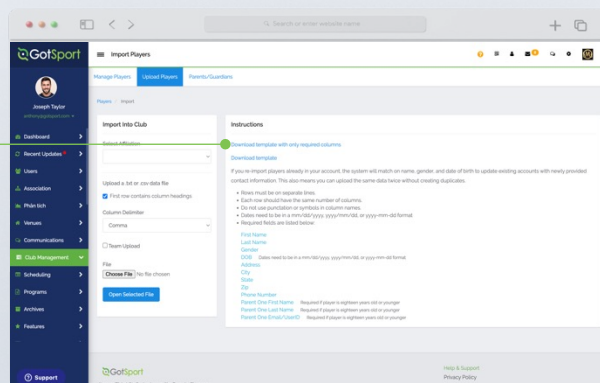 Search or enter website name
GotSport
Import Players
Joseph Taylor
Manage Players
Upload Players
Parents/Guardians
Players
Import
Dashboard
Recent Updates
Users
Association
Phân tích
Venues
Communications
Club Management
Scheduling
Programs
Archives
Features
Support
Import into Club
Select Affiliation
Upload a .txt or .csv data file
First row contains column headings
Column Delimiter
Comma
Team Upload
File
Choose File No file chosen
Open Selected File
Instructions
Download template with only required columns
Download template
If you re-import players already in your account, the system will match on name, gender, and date of birth to update existing accounts with newly provided
contact information. This also means you can upload the same data twice without creating duplicates.
Rows must be on separate lines.
Each row should have the same number of columns.
Do not use punctuation or symbols in column names.
Dates need to be in a mm/dd/yyyy, yyyy/mm/dd, or yyyy-mm-dd format
Required fields are listed below:
First Name
Last Name
Gender
DOB Dates need to be in a mm/dd/yyyy, yyyy/mm/dd, or yyyy-mm-dd format
Address
City
State
Zip
Phone Number
Parent One First Name Required if player is eighteen years old or younger
Parent One Last Name Required if player is eighteen years old or younger
Parent One Email/UserID Required if player is eighteen years old or younger
GotSport
Help & Support
Privacy Policy